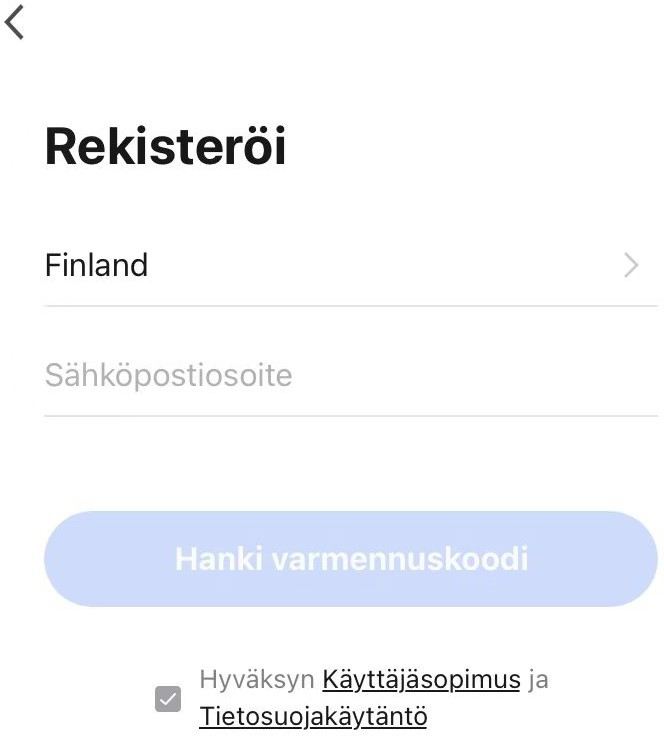 Rekisteröi
Finland
Sähköpostiosoite
Hanki varmennuskoodi
Hyväksyn Käyttäjäsopimus ja
Tietosuojakäytäntö